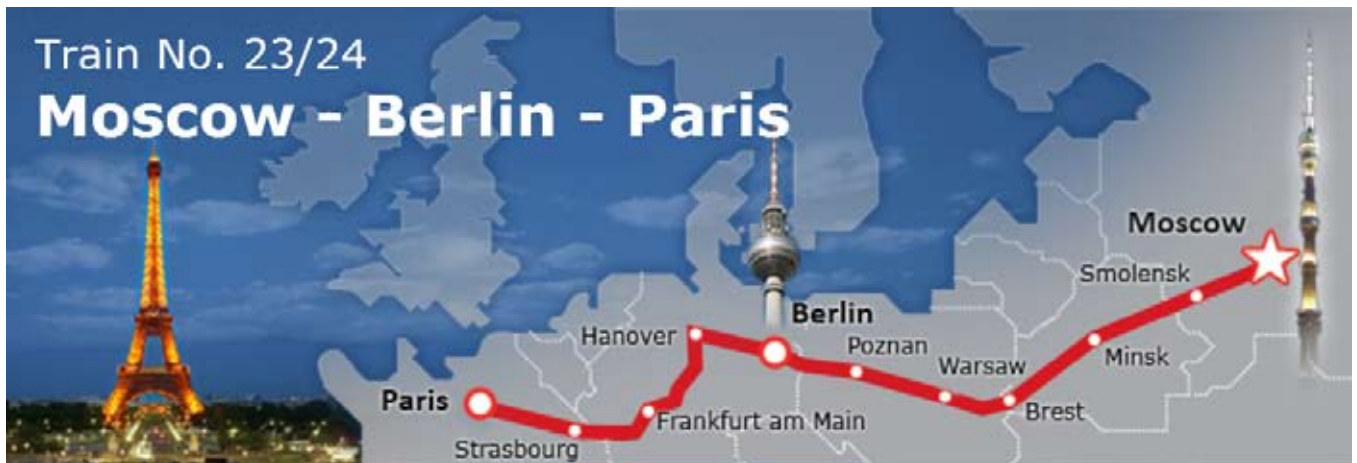 Train No. 23/24
Moscow - Berlin - Paris
Moscow
Smolensk
Berlin
Hanover
Poznan
Warsaw
Minsk
Paris
Brest
Frankfurt am Main
Strasbourg